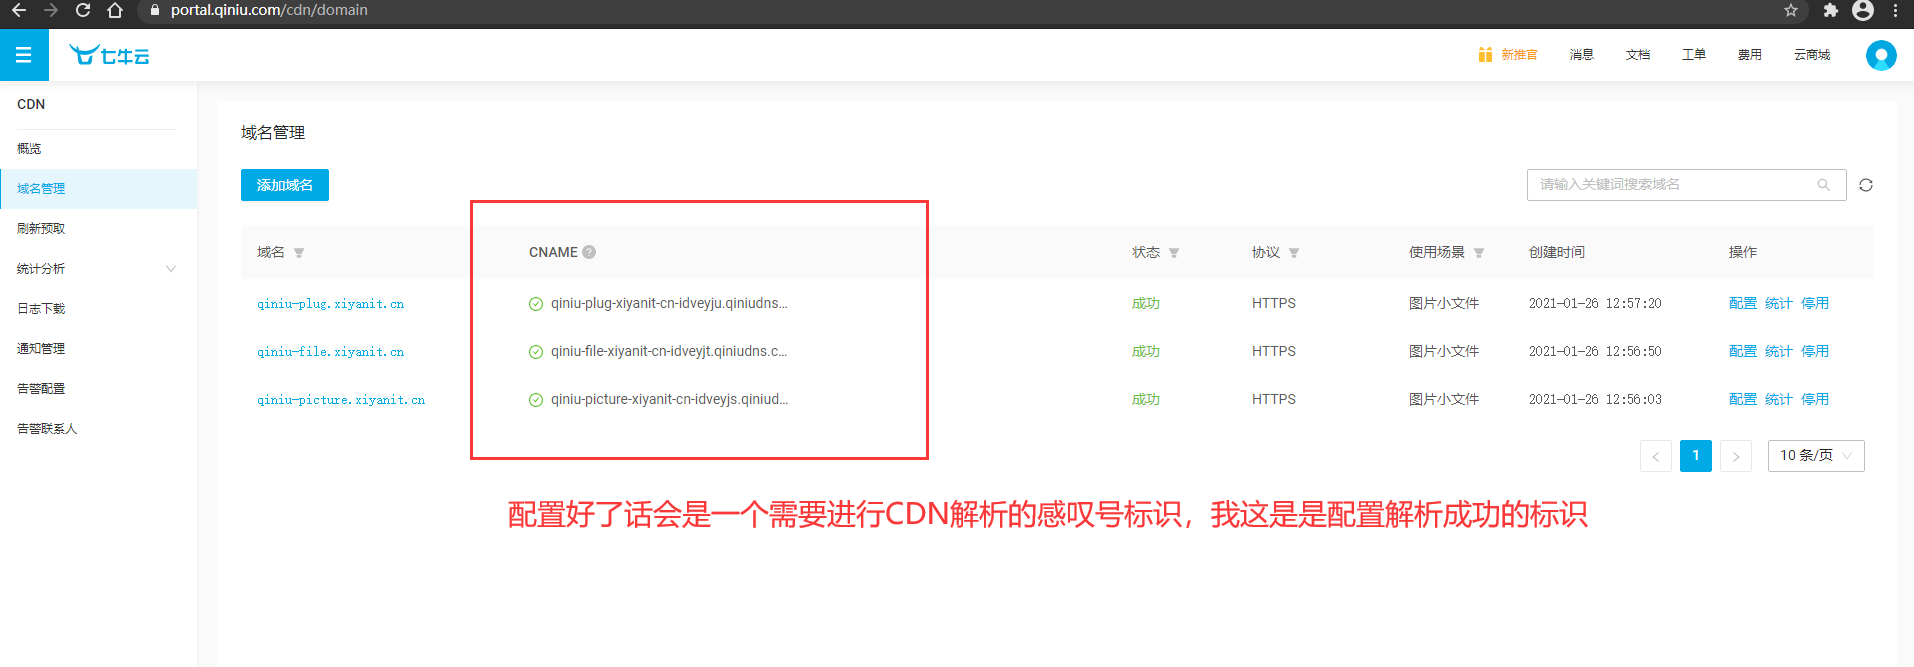 portal.qiniu.com/cdn/domain
七牛云
新推官
消息
文档
工单
费用
云商城
CDN
概览
域名管理
刷新预取
统计分析
日志下载
通知管理
告警配置
告警联系人
域名管理
添加域名
请输入关键词搜索域名
域名 CNAME ? 状态 协议 使用场景 创建时间 操作
qiniu-plug.xiyanit.cn qiniu-plug-xiyanit-cn-idveyju.qiniudns... 成功 HTTPS 图片小文件 2021-01-26 12:57:20 配置 统计 停用
qiniu-file.xiyanit.cn qiniu-file-xiyanit-cn-idveyjt.qiniudns.c... 成功 HTTPS 图片小文件 2021-01-26 12:56:50 配置 统计 停用
qiniu-picture.xiyanit.cn qiniu-picture-xiyanit-cn-idveyjs.qiniud... 成功 HTTPS 图片小文件 2021-01-26 12:56:03 配置 统计 停用
< 1 > 10 条/页
配置好了话会是一个需要进行CDN解析的感叹号标识，我这是是配置解析成功的标识